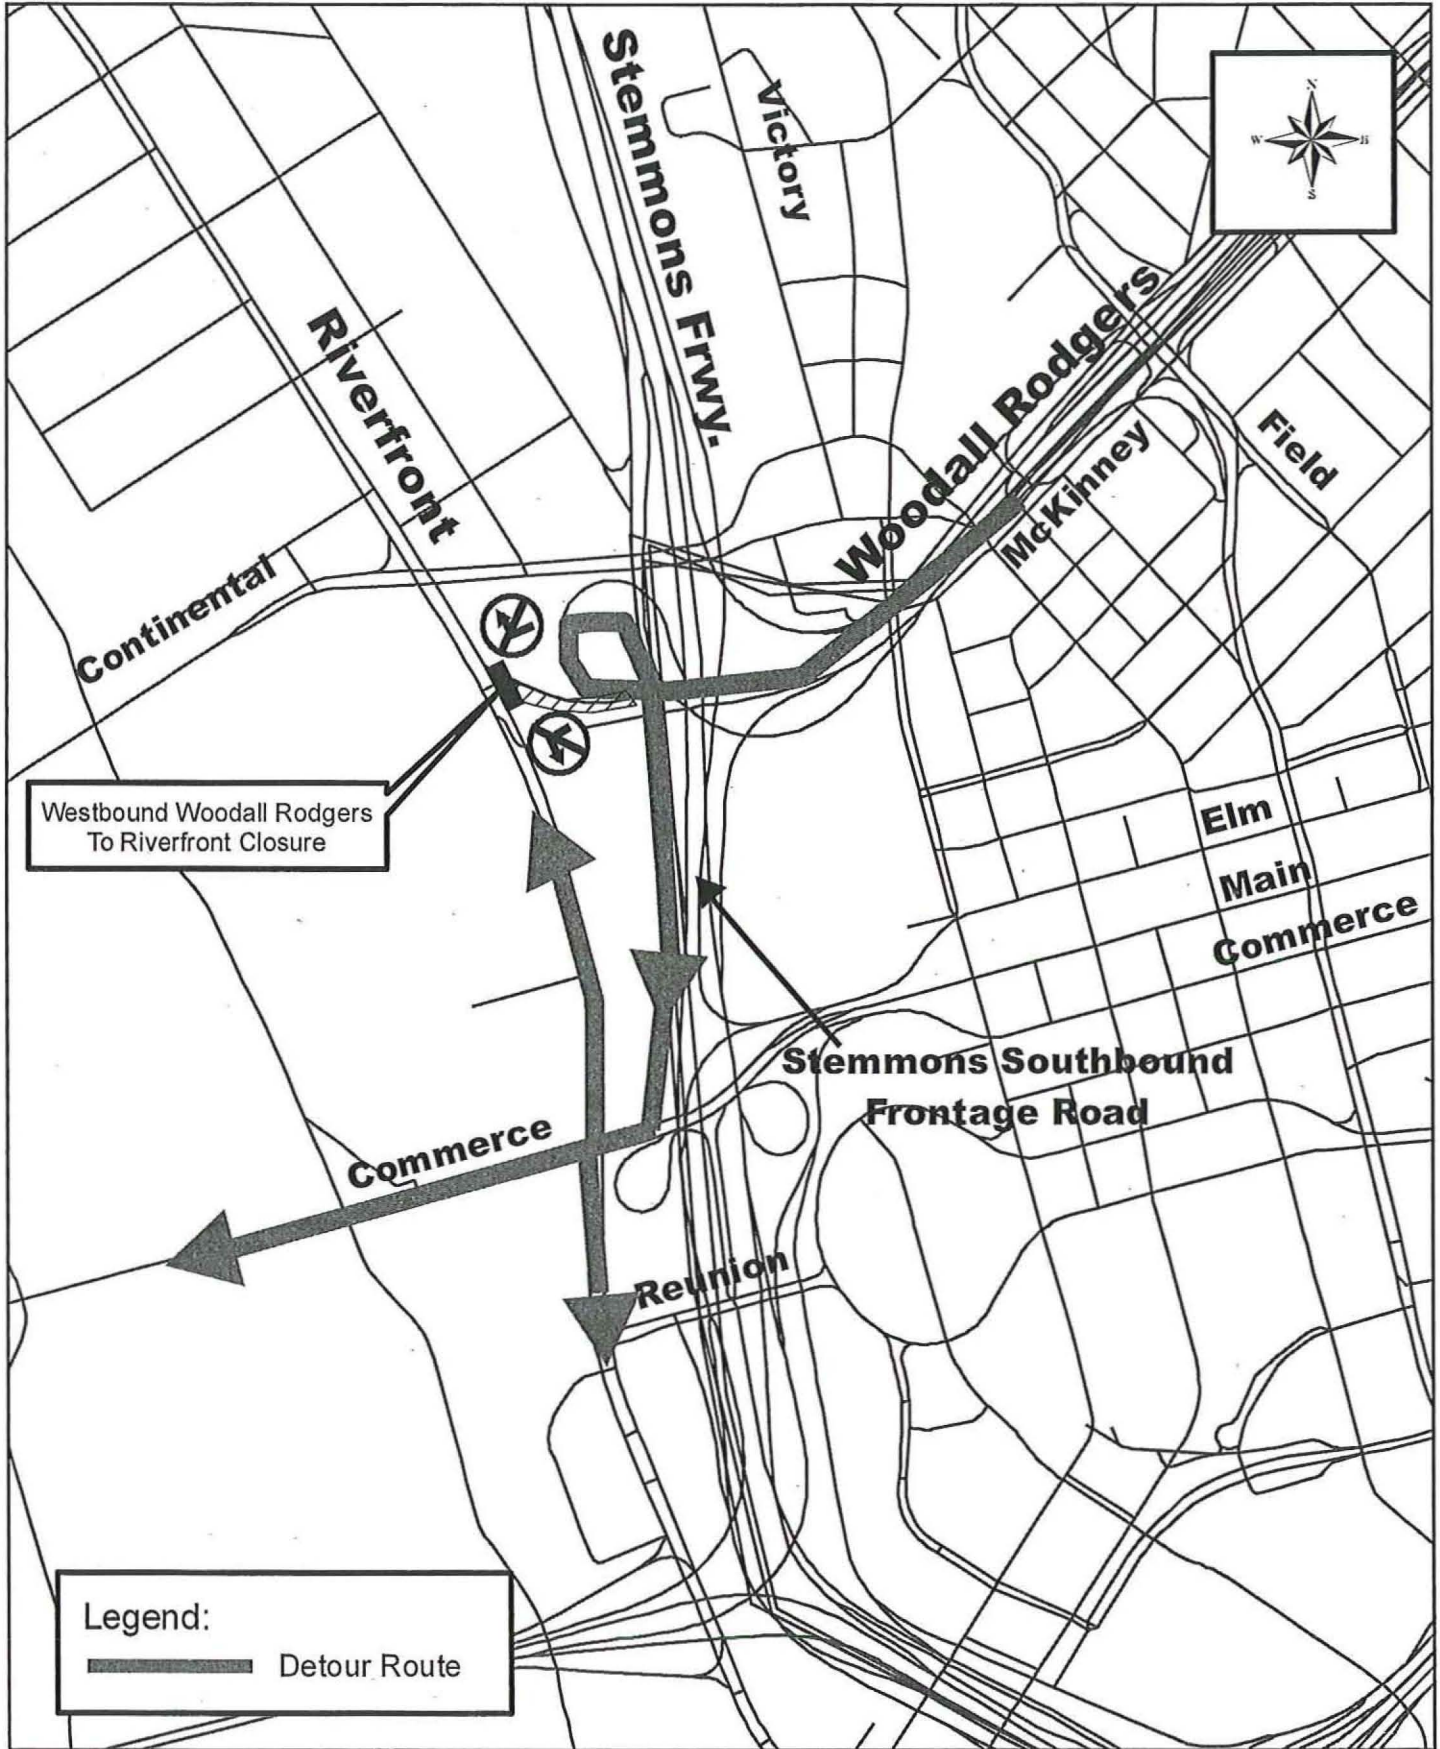 Stemmons Frwy.
Victory
N
W
E
S
Riverfront
Woodall Rodgers
McKinney
Field
Continental
Westbound Woodall Rodgers
To Riverfront Closure
Elm
Main
Commerce
Stemmons Southbound
Frontage Road
Commerce
Reunion
Legend:
Detour Route